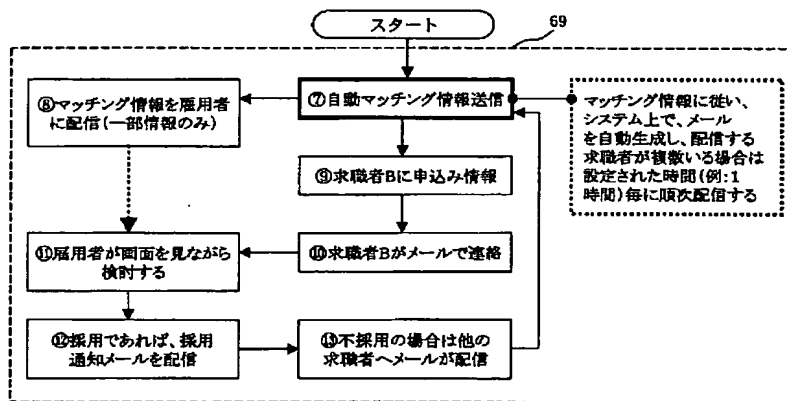 スタート
69
⑦自動マッチング情報送信
⑧マッチング情報を雇用者
に配信(一部情報のみ)
マッチング情報に従い、
システム上で、メール
を自動生成し、配信する
求職者が複数いる場合は
設定された時間(例:1
時間)毎に順次配信する
⑨求職者Bに申込み情報
⑩求職者Bがメールで連絡
⑪雇用者が画面を見ながら
検討する
⑫採用であれば、採用
通知メールを配信
⑬不採用の場合は他の
求職者へメールが配信